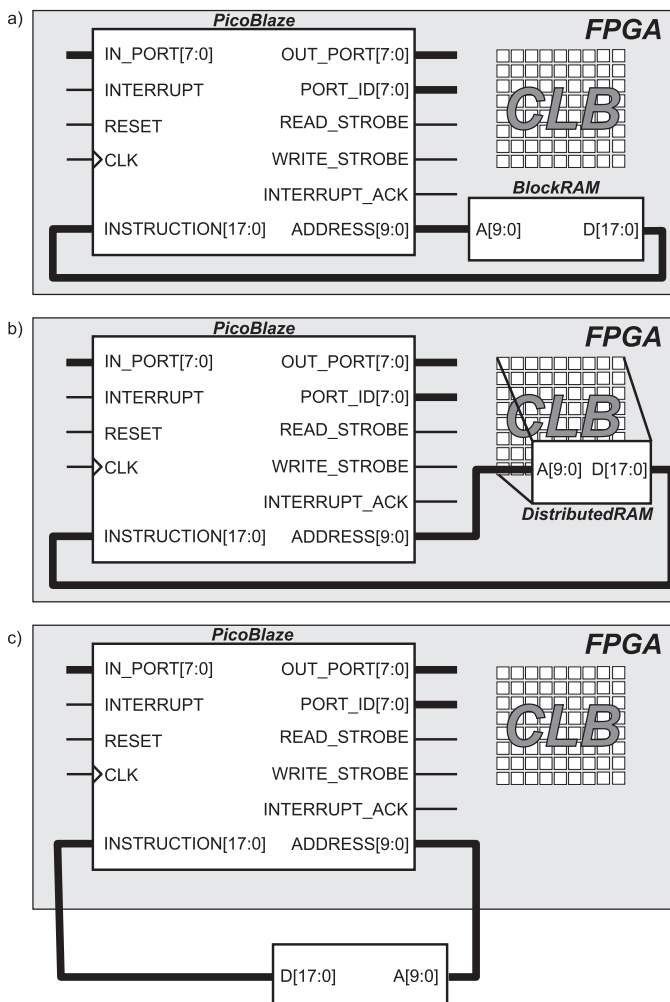 a)
PicoBlaze
FPGA
IN_PORT[7:0]
OUT_PORT[7:0]
INTERRUPT
PORT_ID[7:0]
CLB
RESET
READ_STROBE
CLK
WRITE_STROBE
INTERRUPT_ACK
BlockRAM
INSTRUCTION[17:0]
ADDRESS[9:0]
A[9:0]
D[17:0]
b)
PicoBlaze
FPGA
IN_PORT[7:0]
OUT_PORT[7:0]
INTERRUPT
PORT_ID[7:0]
CLB
RESET
READ_STROBE
CLK
WRITE_STROBE
A[9:0]
D[17:0]
INTERRUPT_ACK
DistributedRAM
INSTRUCTION[17:0]
ADDRESS[9:0]
c)
PicoBlaze
FPGA
IN_PORT[7:0]
OUT_PORT[7:0]
INTERRUPT
PORT_ID[7:0]
CLB
RESET
READ_STROBE
CLK
WRITE_STROBE
INTERRUPT_ACK
INSTRUCTION[17:0]
ADDRESS[9:0]
D[17:0]
A[9:0]